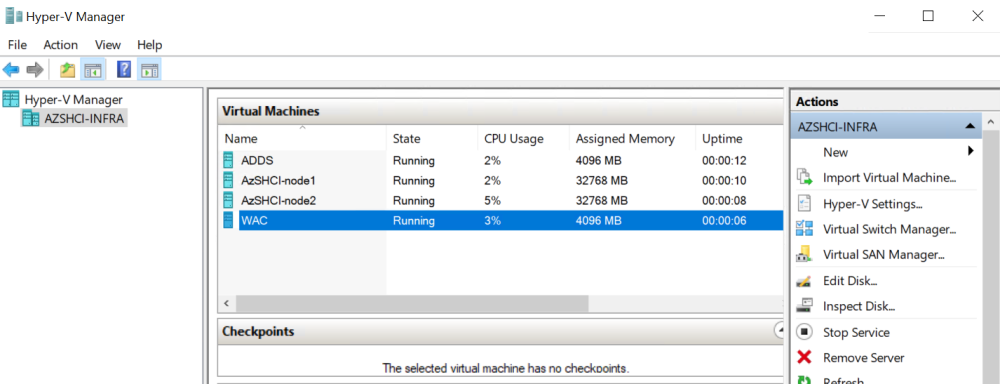 Hyper-V Manager
File Action View Help
Hyper-V Manager
AZSHCI-INFRA
Virtual Machines
Name State CPU Usage Assigned Memory Uptime
ADDS Running 2% 4096 MB 00:00:12
AzSHCI-node1 Running 2% 32768 MB 00:00:10
AzSHCI-node2 Running 5% 32768 MB 00:00:08
WAC Running 3% 4096 MB 00:00:06
Checkpoints
The selected virtual machine has no checkpoints.
Actions
AZSHCI-INFRA
New
Import Virtual Machine...
Hyper-V Settings...
Virtual Switch Manager...
Virtual SAN Manager...
Edit Disk...
Inspect Disk...
Stop Service
Remove Server
Refresh